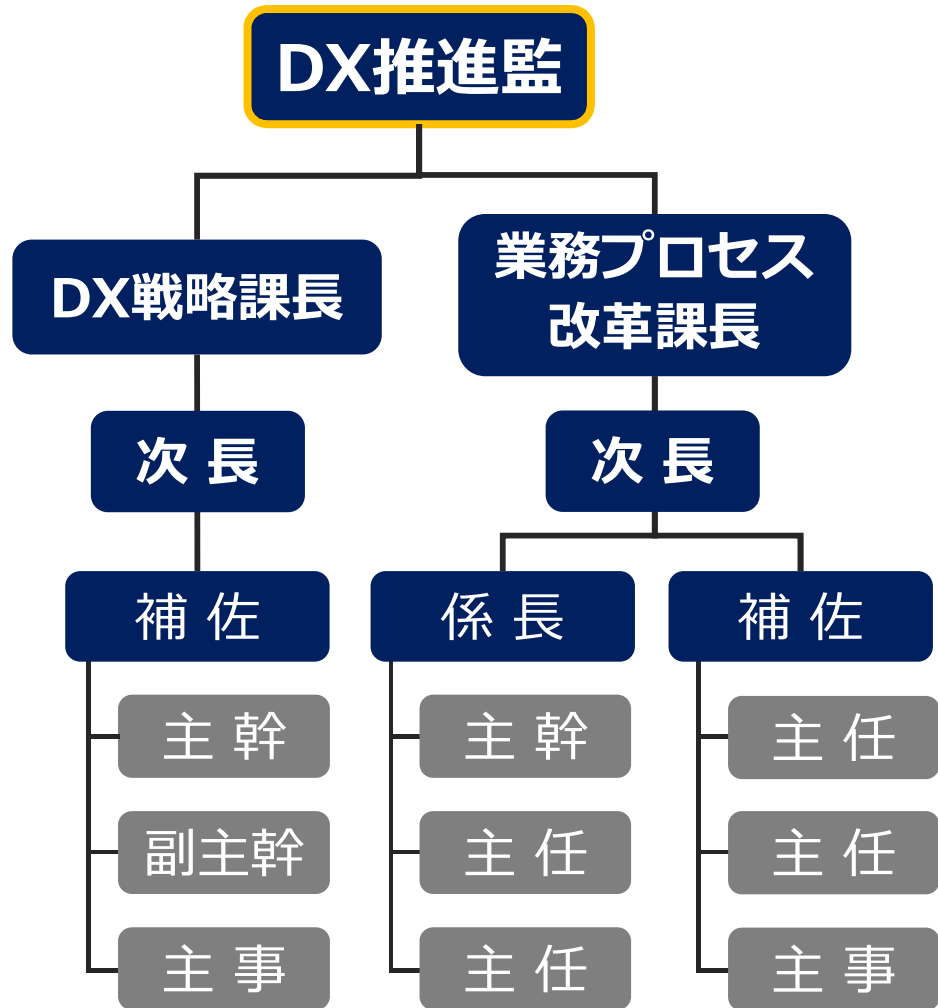 DX推進監
DX戦略課長
業務プロセス
改革課長
次 長
次 長
補 佐
係 長
補 佐
主 幹
主 幹
主 任
副主幹
主 任
主 任
主 事
主 任
主 事